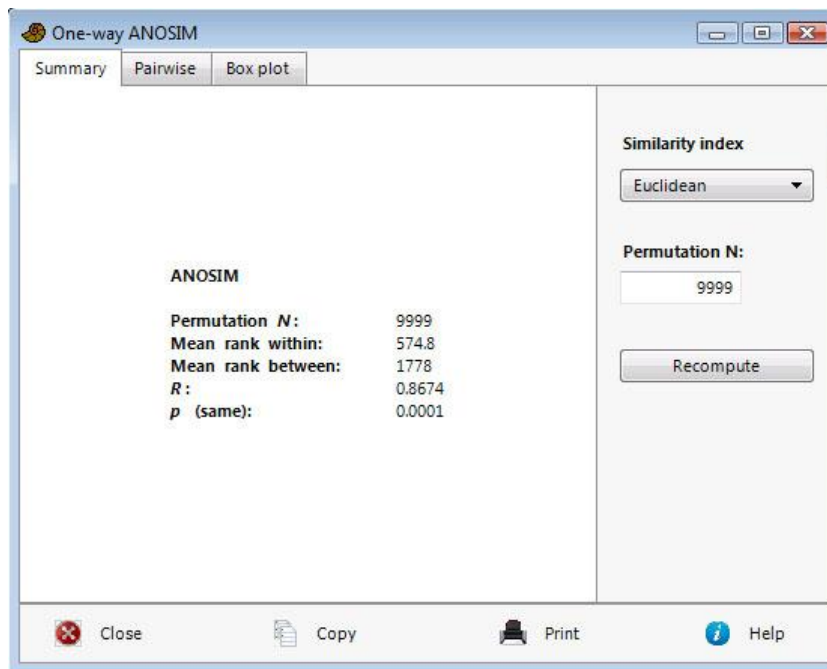 One-way ANOSIM
Summary Pairwise Box plot
Similarity index
Euclidean
Permutation N:
9999
Recompute
ANOSIM
Permutation N: 9999
Mean rank within: 574.8
Mean rank between: 1778
R: 0.8674
p (same): 0.0001
Close Copy Print Help